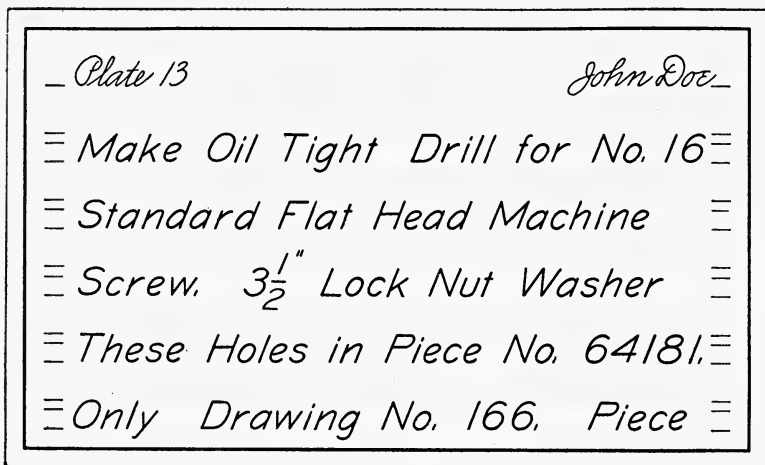 Plate 13 John Doe
Make Oil Tight Drill for No. 16
Standard Flat Head Machine
Screw. 3 1/2" Lock Nut Washer
These Holes in Piece No. 64181.
Only Drawing No. 166. Piece